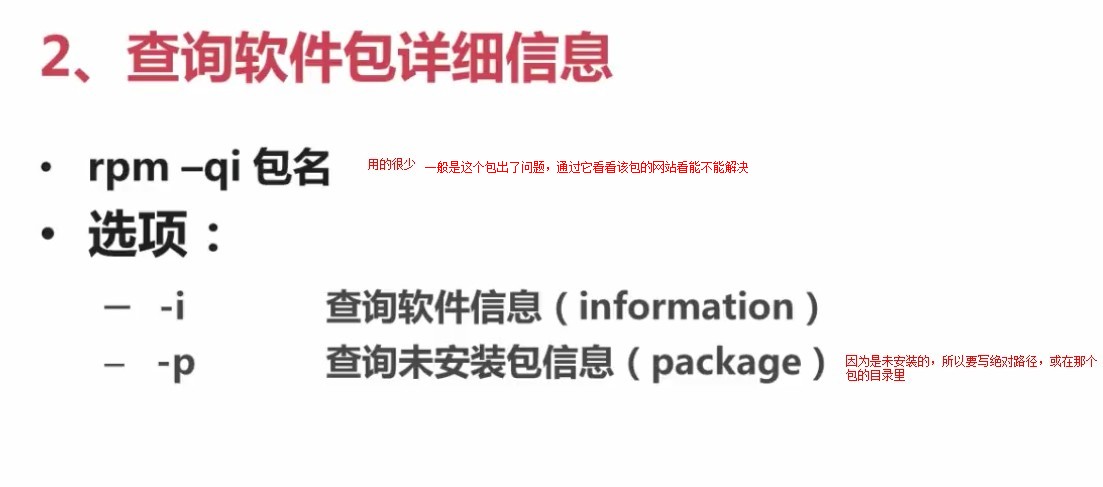 2、查询软件包详细信息
• rpm –qi 包名 用的很少 一般是这个包出了问题，通过它看看该包的网站看能不能解决
• 选项：
– -i 查询软件信息（information）
– -p 查询未安装包信息（package） 因为是未安装的，所以要写绝对路径，或在那个
包的目录里